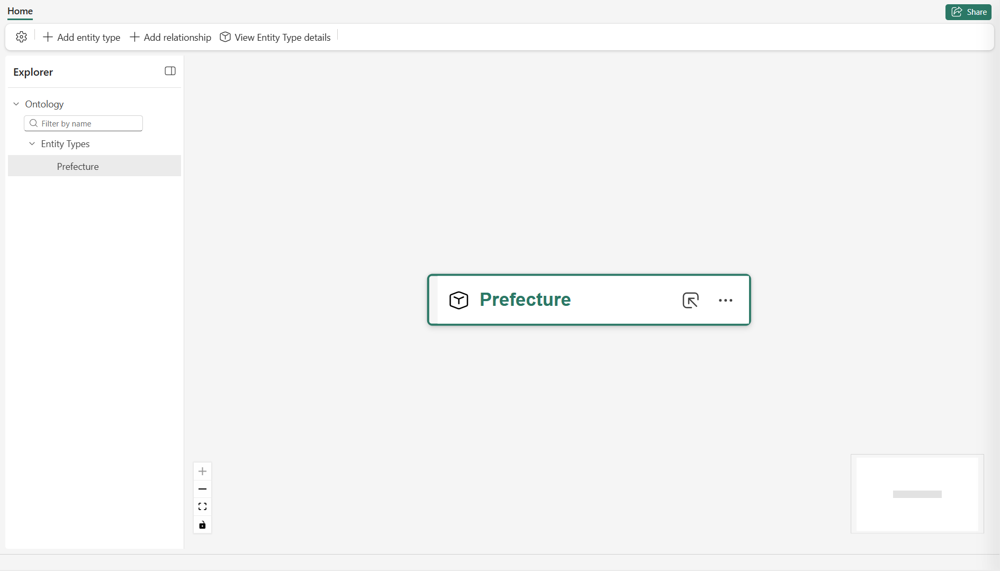 Home
Share
Add entity type
Add relationship
View Entity Type details
Explorer
Ontology
Filter by name
Entity Types
Prefecture
Prefecture